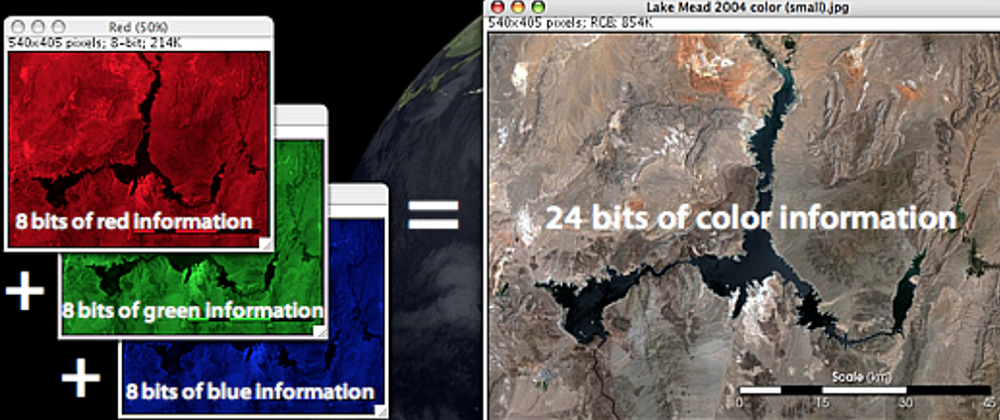 Red (50%)
540x405 pixels; 8-bit; 214K
8 bits of red information
+
8 bits of green information
+
8 bits of blue information
=
Lake Mead 2004 color (small).jpg
540x405 pixels; RGB; 854K
24 bits of color information
Scale (km)
0 15 30 45